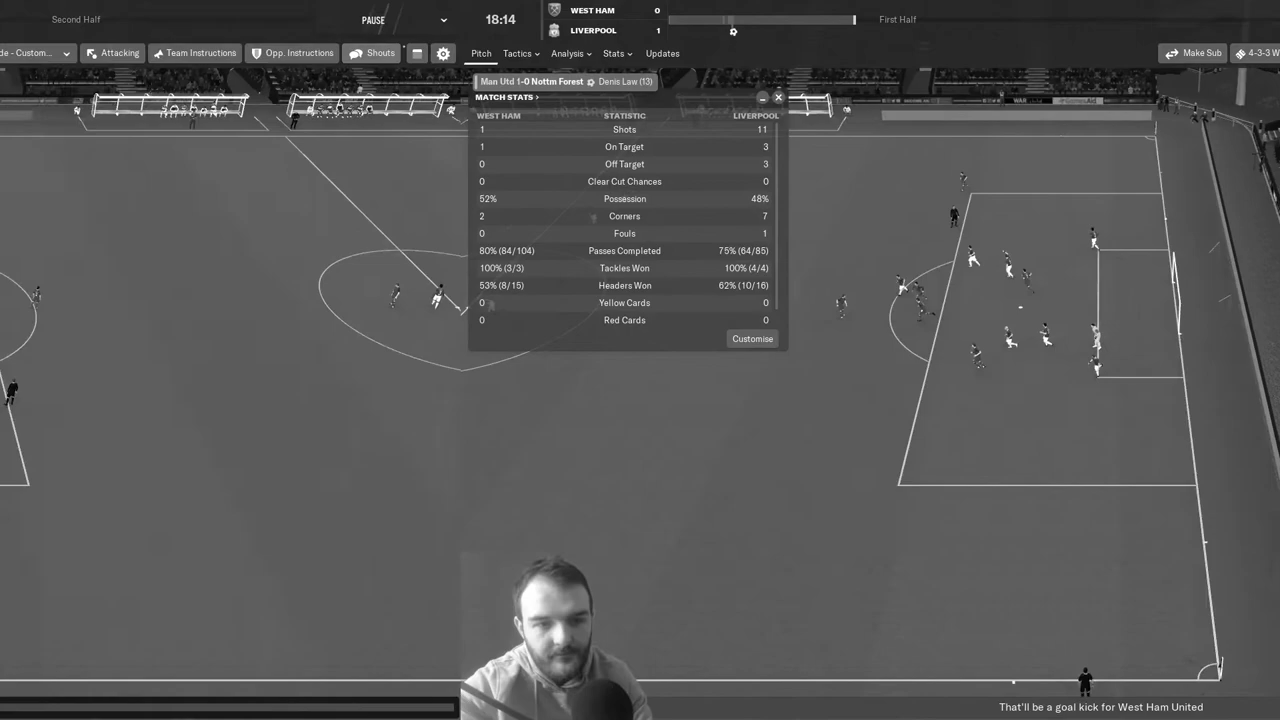 Second Half
PAUSE
18:14
WEST HAM 0
LIVERPOOL 1
First Half
de - Custom...
Attacking
Team Instructions
Opp. Instructions
Shouts
Pitch
Tactics
Analysis
Stats
Updates
Make Sub
4-3-3 W
Man Utd 1-0 Nottm Forest Denis Law (13)
MATCH STATS >
WEST HAM STATISTIC LIVERPOOL
1 Shots 11
1 On Target 3
0 Off Target 3
0 Clear Cut Chances 0
52% Possession 48%
2 Corners 7
0 Fouls 1
80% (84/104) Passes Completed 75% (64/85)
100% (3/3) Tackles Won 100% (4/4)
53% (8/15) Headers Won 62% (10/16)
0 Yellow Cards 0
0 Red Cards 0
Customise
That'll be a goal kick for West Ham United